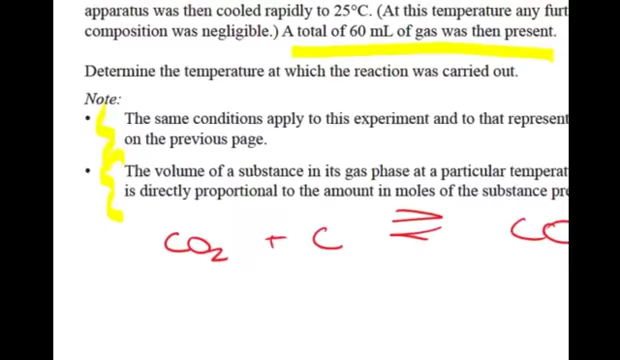 apparatus was then cooled rapidly to 25°C. (At this temperature any furt
composition was negligible.) A total of 60 mL of gas was then present.
Determine the temperature at which the reaction was carried out.
Note:
• The same conditions apply to this experiment and to that represent
on the previous page.
• The volume of a substance in its gas phase at a particular temperat
is directly proportional to the amount in moles of the substance pre
CO₂ + C ⇌ CO